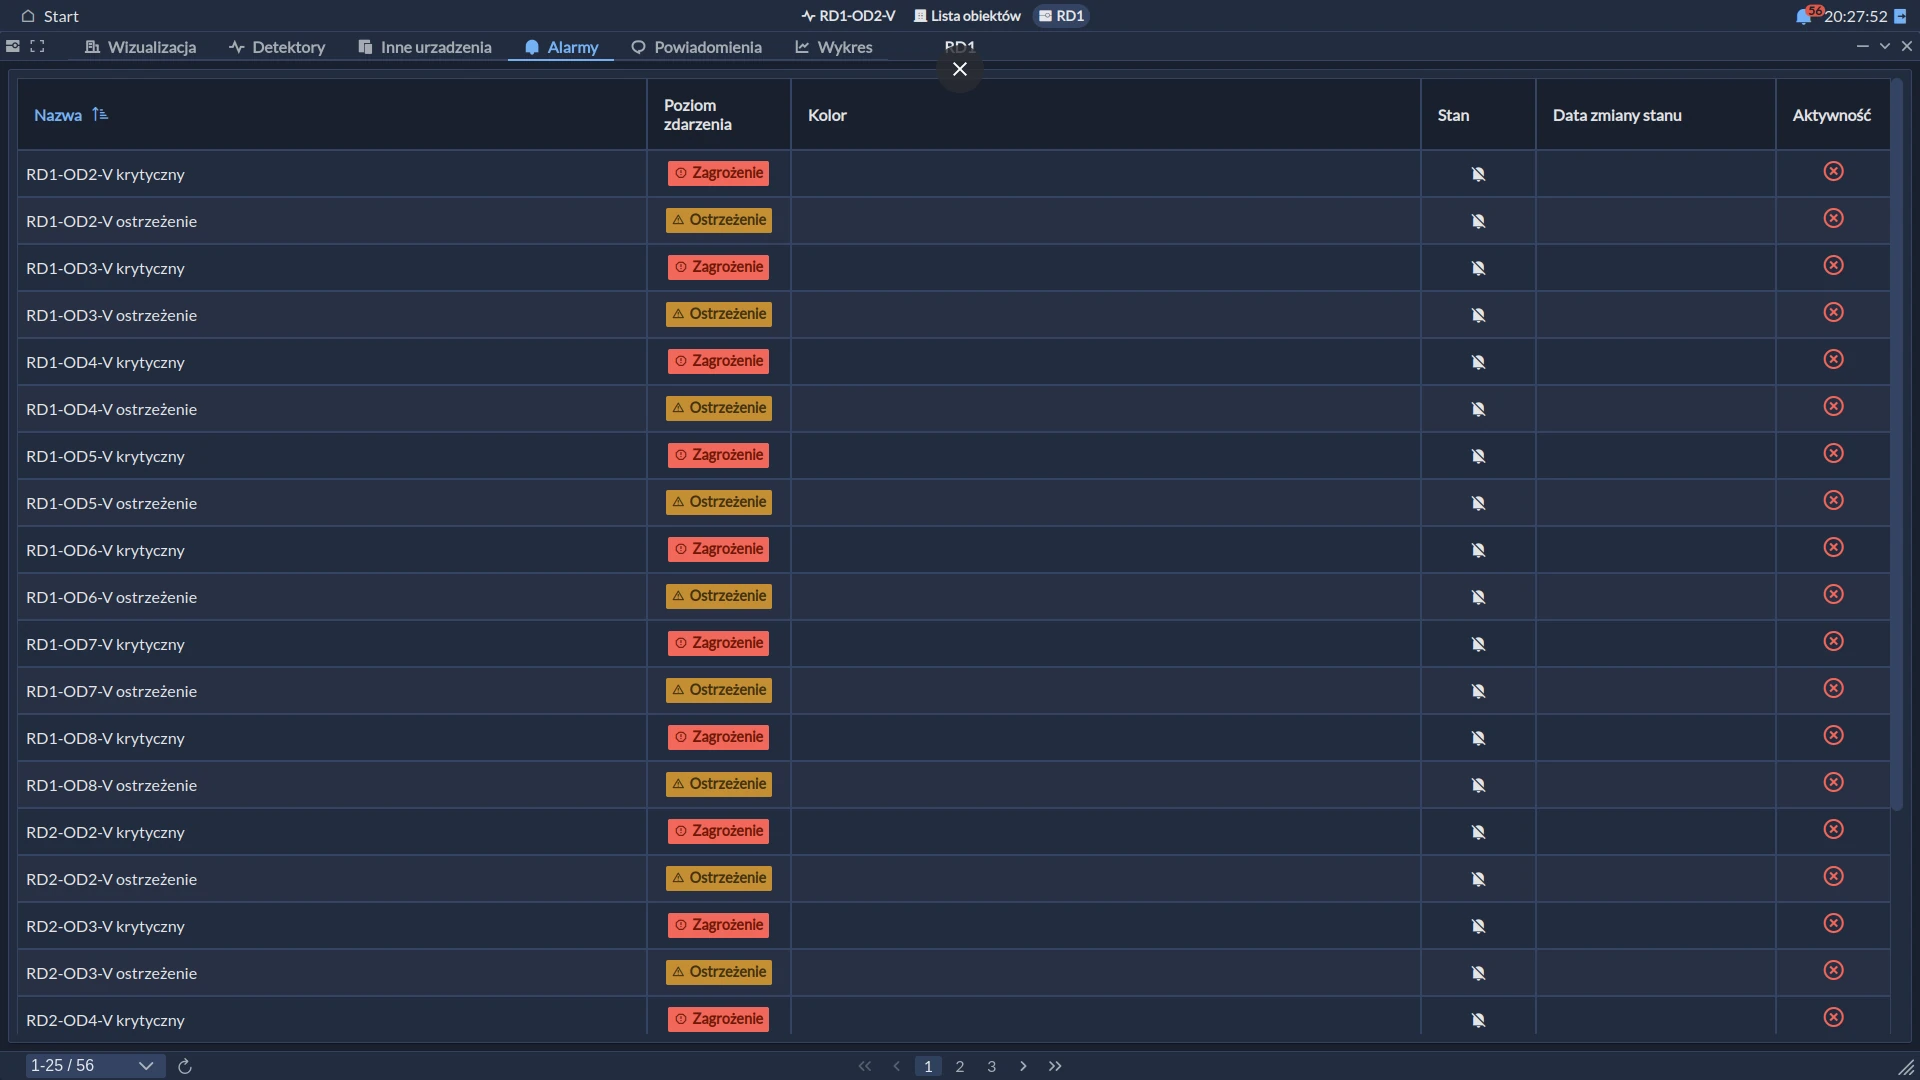 Start
RD1-OD2-V
Lista obiektów
RD1
56
20:27:52
Wizualizacja
Detektory
Inne urzadzenia
Alarmy
Powiadomienia
Wykres
RD1
Nazwa
Poziom zdarzenia
Kolor
Stan
Data zmiany stanu
Aktywność
RD1-OD2-V krytyczny Zagrożenie
RD1-OD2-V ostrzeżenie Ostrzeżenie
RD1-OD3-V krytyczny Zagrożenie
RD1-OD3-V ostrzeżenie Ostrzeżenie
RD1-OD4-V krytyczny Zagrożenie
RD1-OD4-V ostrzeżenie Ostrzeżenie
RD1-OD5-V krytyczny Zagrożenie
RD1-OD5-V ostrzeżenie Ostrzeżenie
RD1-OD6-V krytyczny Zagrożenie
RD1-OD6-V ostrzeżenie Ostrzeżenie
RD1-OD7-V krytyczny Zagrożenie
RD1-OD7-V ostrzeżenie Ostrzeżenie
RD1-OD8-V krytyczny Zagrożenie
RD1-OD8-V ostrzeżenie Ostrzeżenie
RD2-OD2-V krytyczny Zagrożenie
RD2-OD2-V ostrzeżenie Ostrzeżenie
RD2-OD3-V krytyczny Zagrożenie
RD2-OD3-V ostrzeżenie Ostrzeżenie
RD2-OD4-V krytyczny Zagrożenie
1-25 / 56
1 2 3